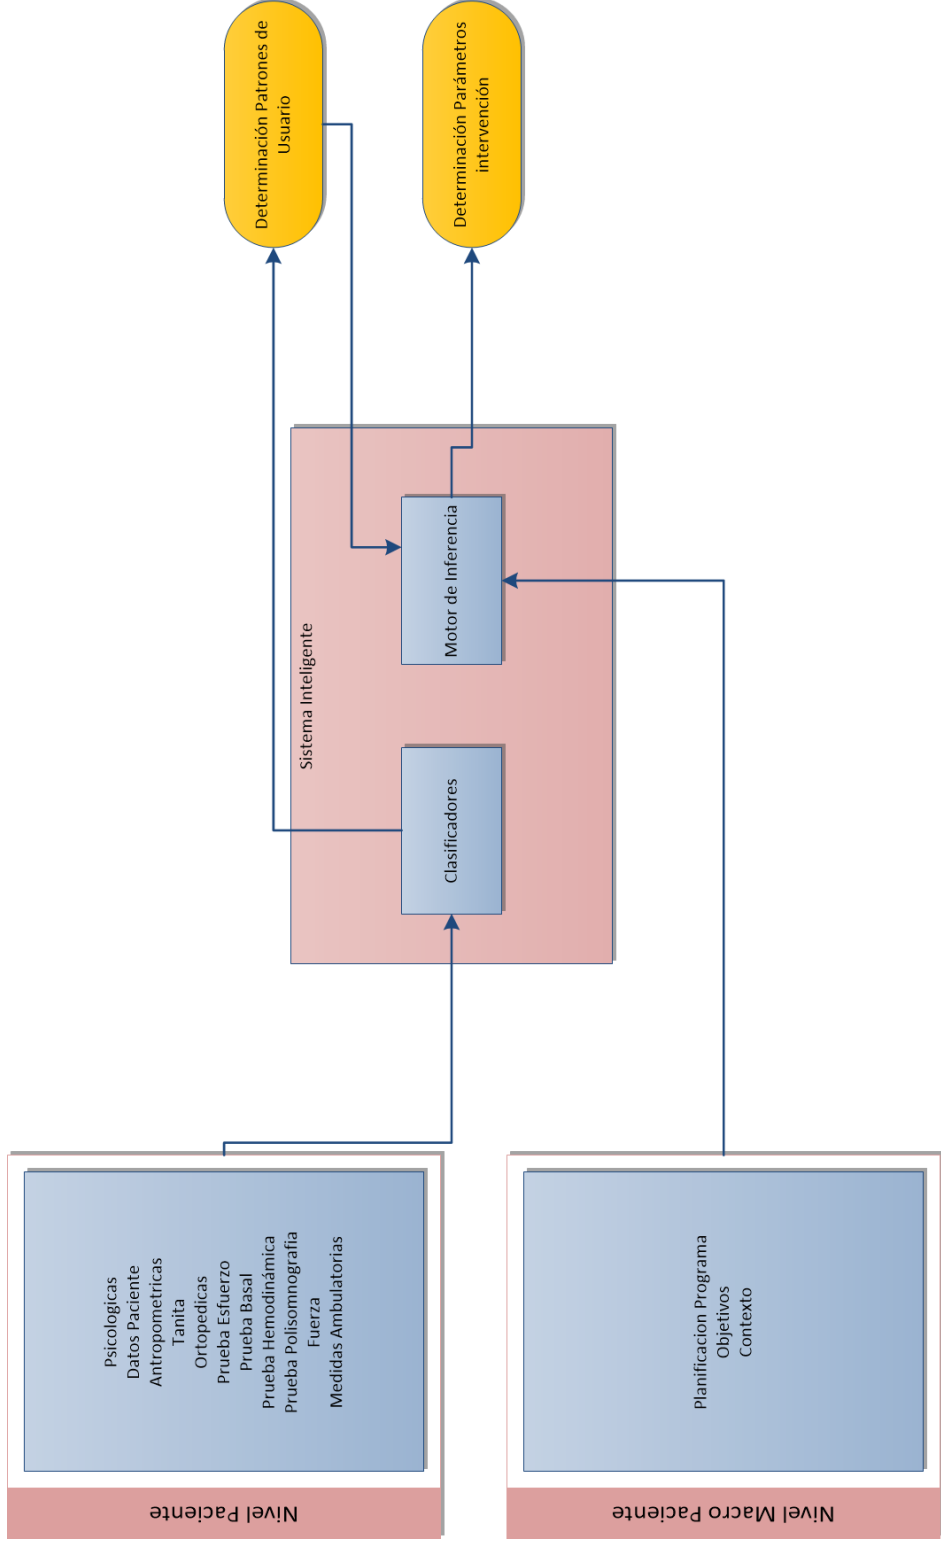 Nivel Paciente
Psicologicas
Datos Paciente
Antropometricas
Tanita
Ortopedicas
Prueba Esfuerzo
Prueba Basal
Prueba Hemodinámica
Prueba Polisomnografia
Fuerza
Medidas Ambulatorias
Nivel Macro Paciente
Planificacion Programa
Objetivos
Contexto
Sistema Inteligente
Clasificadores
Motor de Inferencia
Determinación Patrones de
Usuario
Determinación Parámetros
intervención